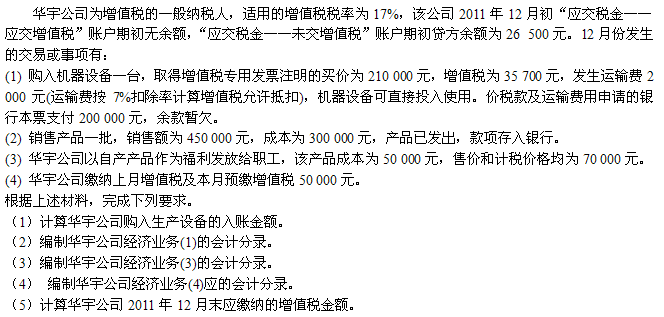 华宇公司为增值税的一般纳税人，适用的增值税税率为17%，该公司 2011 年 12 月初“应交税金一一
应交增值税”账户期初无余额，“应交税金一一未交增值税”账户期初贷方余额为 26 500 元。12 月份发生
的交易或事项有：
(1) 购入机器设备一台，取得增值税专用发票注明的买价为 210 000 元，增值税为 35 700 元，发生运输费 2
000 元(运输费按 7%扣除率计算增值税允许抵扣)，机器设备可直接投入使用。价税款及运输费用申请的银
行本票支付 200 000 元，余款暂欠。
(2) 销售产品一批，销售额为 450 000 元，成本为 300 000 元，产品已发出，款项存入银行。
(3) 华宇公司以自产产品作为福利发放给职工，该产品成本为 50 000 元，售价和计税价格均为 70 000 元。
(4) 华宇公司缴纳上月增值税及本月预缴增值税 50 000 元。
根据上述材料，完成下列要求。
（1）计算华宇公司购入生产设备的入账金额。
（2）编制华宇公司经济业务(1)的会计分录。
（3）编制华宇公司经济业务(3)的会计分录。
（4） 编制华宇公司经济业务(4)应的会计分录。
（5）计算华宇公司 2011 年 12 月末应缴纳的增值税金额。